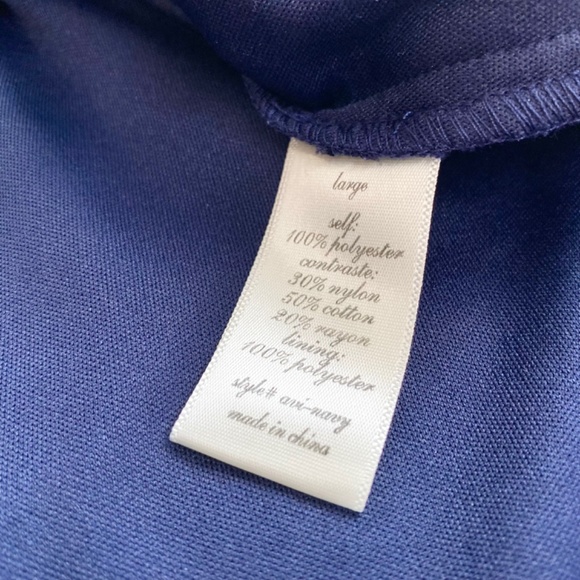 large
self:
100% polyester
contraste:
30% nylon
50% cotton
20% rayon
lining:
100% polyester
style# avi-navy
made in china